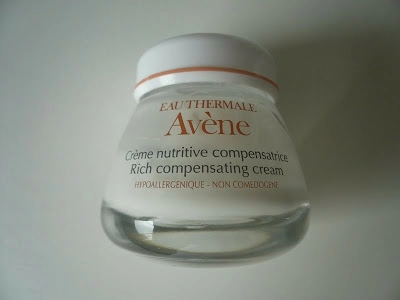 EAU THERMALE
Avène
Crème nutritive compensatrice
Rich compensating cream
HYPOALLERGENIQUE - NON COMEDOGENE